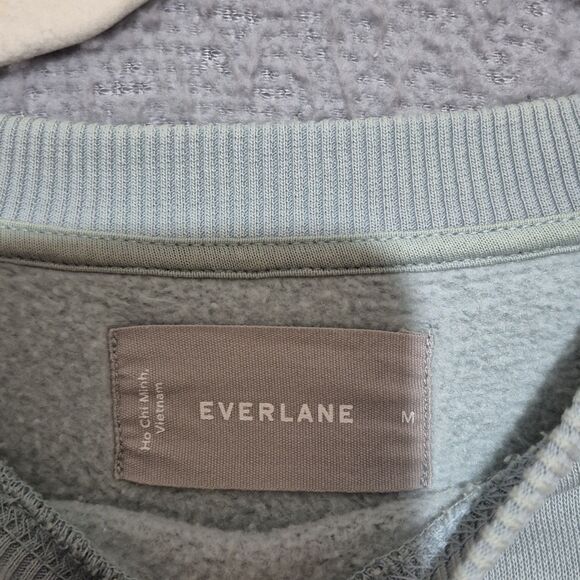 Ho Chi Minh,
Vietnam
EVERLANE
M